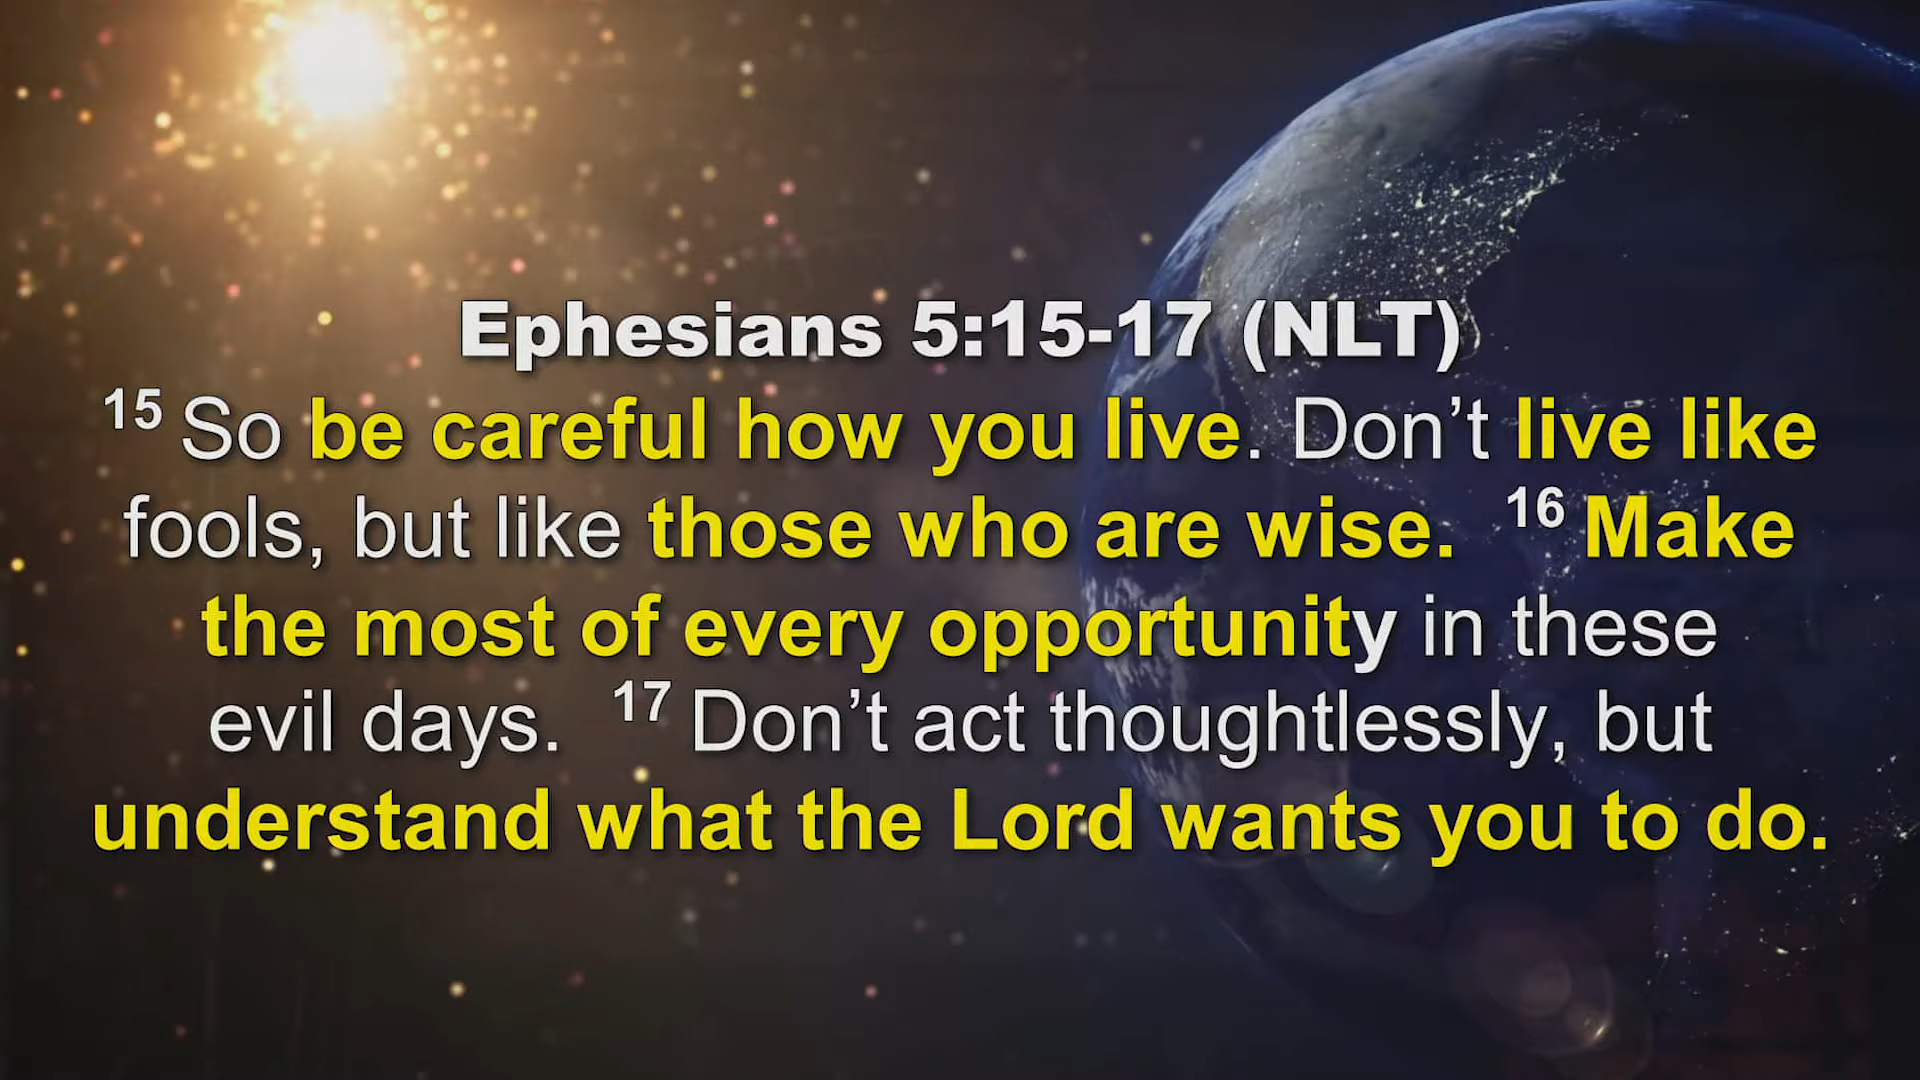 Ephesians 5:15-17 (NLT)
15 So be careful how you live. Don’t live like
fools, but like those who are wise. 16 Make
the most of every opportunity in these
evil days. 17 Don’t act thoughtlessly, but
understand what the Lord wants you to do.